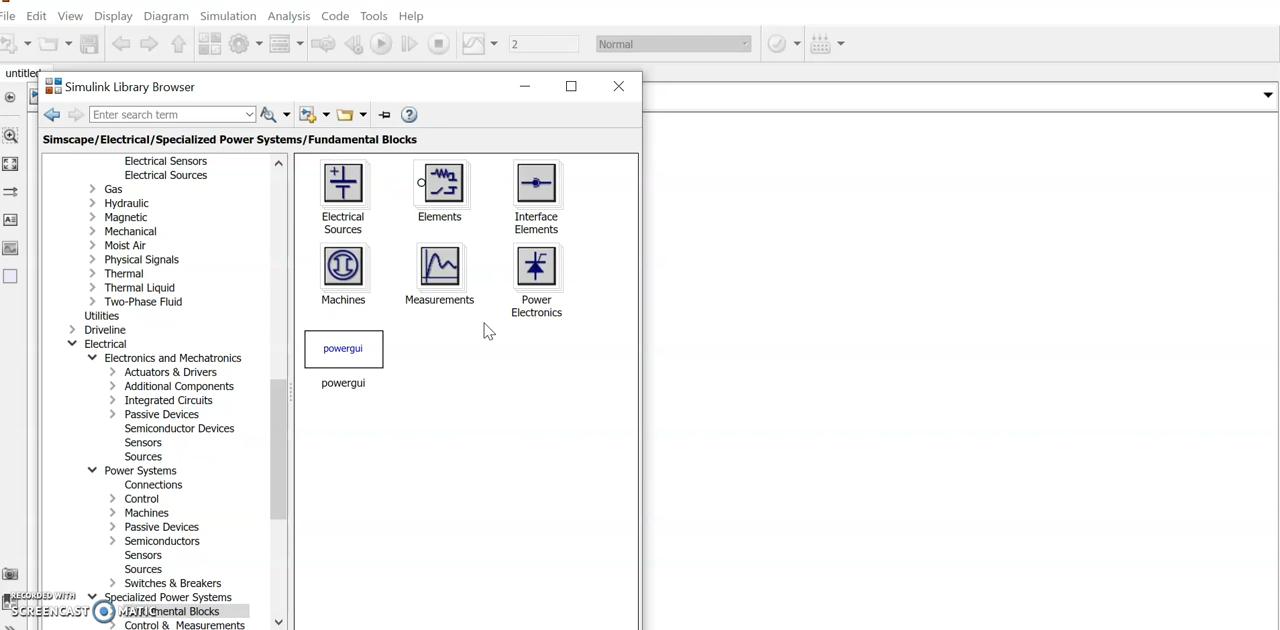 File Edit View Display Diagram Simulation Analysis Code Tools Help
2 Normal
Simulink Library Browser
Enter search term
Simscape/Electrical/Specialized Power Systems/Fundamental Blocks
Electrical Sensors
Electrical Sources
Gas
Hydraulic
Magnetic
Mechanical
Moist Air
Physical Signals
Thermal
Thermal Liquid
Two-Phase Fluid
Utilities
Driveline
Electrical
Electronics and Mechatronics
Actuators & Drivers
Additional Components
Integrated Circuits
Passive Devices
Semiconductor Devices
Sensors
Sources
Power Systems
Connections
Control
Machines
Passive Devices
Semiconductors
Sensors
Sources
Switches & Breakers
Specialized Power Systems
Control & Measurements
Electrical
Sources
Elements
Interface
Elements
Machines
Measurements
Power
Electronics
powergui
powergui
RECORDED WITH
SCREENCAST MATIC